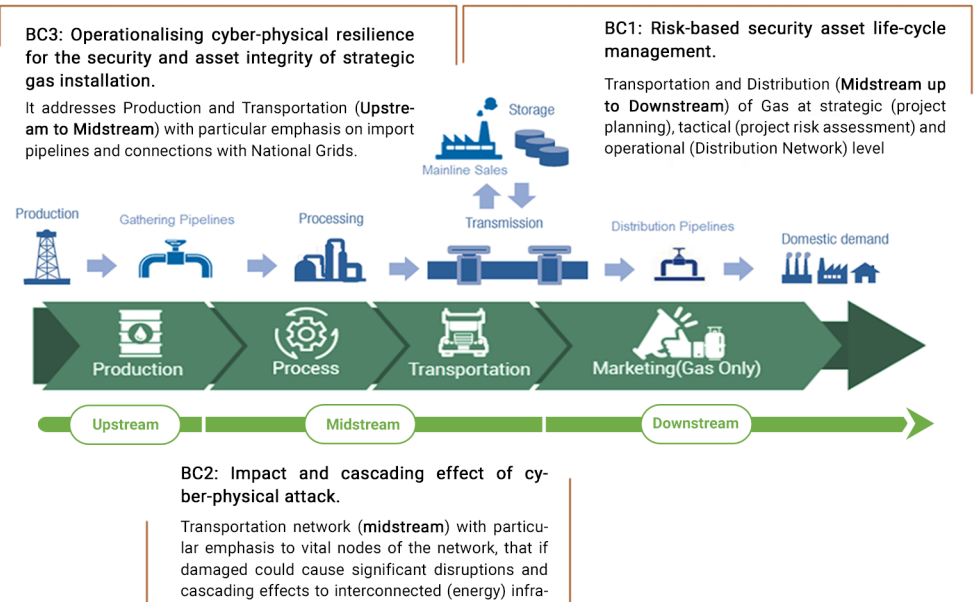 BC3: Operationalising cyber-physical resilience
for the security and asset integrity of strategic
gas installation.
It addresses Production and Transportation (Upstre-
am to Midstream) with particular emphasis on import
pipelines and connections with National Grids.
BC1: Risk-based security asset life-cycle
management.
Transportation and Distribution (Midstream up
to Downstream) of Gas at strategic (project
planning), tactical (project risk assessment) and
operational (Distribution Network) level
Storage
Mainline Sales
Production
Gathering Pipelines
Processing
Transmission
Distribution Pipelines
Domestic demand
Production
Process
Transportation
Marketing(Gas Only)
Upstream
Midstream
Downstream
BC2: Impact and cascading effect of cy-
ber-physical attack.
Transportation network (midstream) with particu-
lar emphasis to vital nodes of the network, that if
damaged could cause significant disruptions and
cascading effects to interconnected (energy) infra-